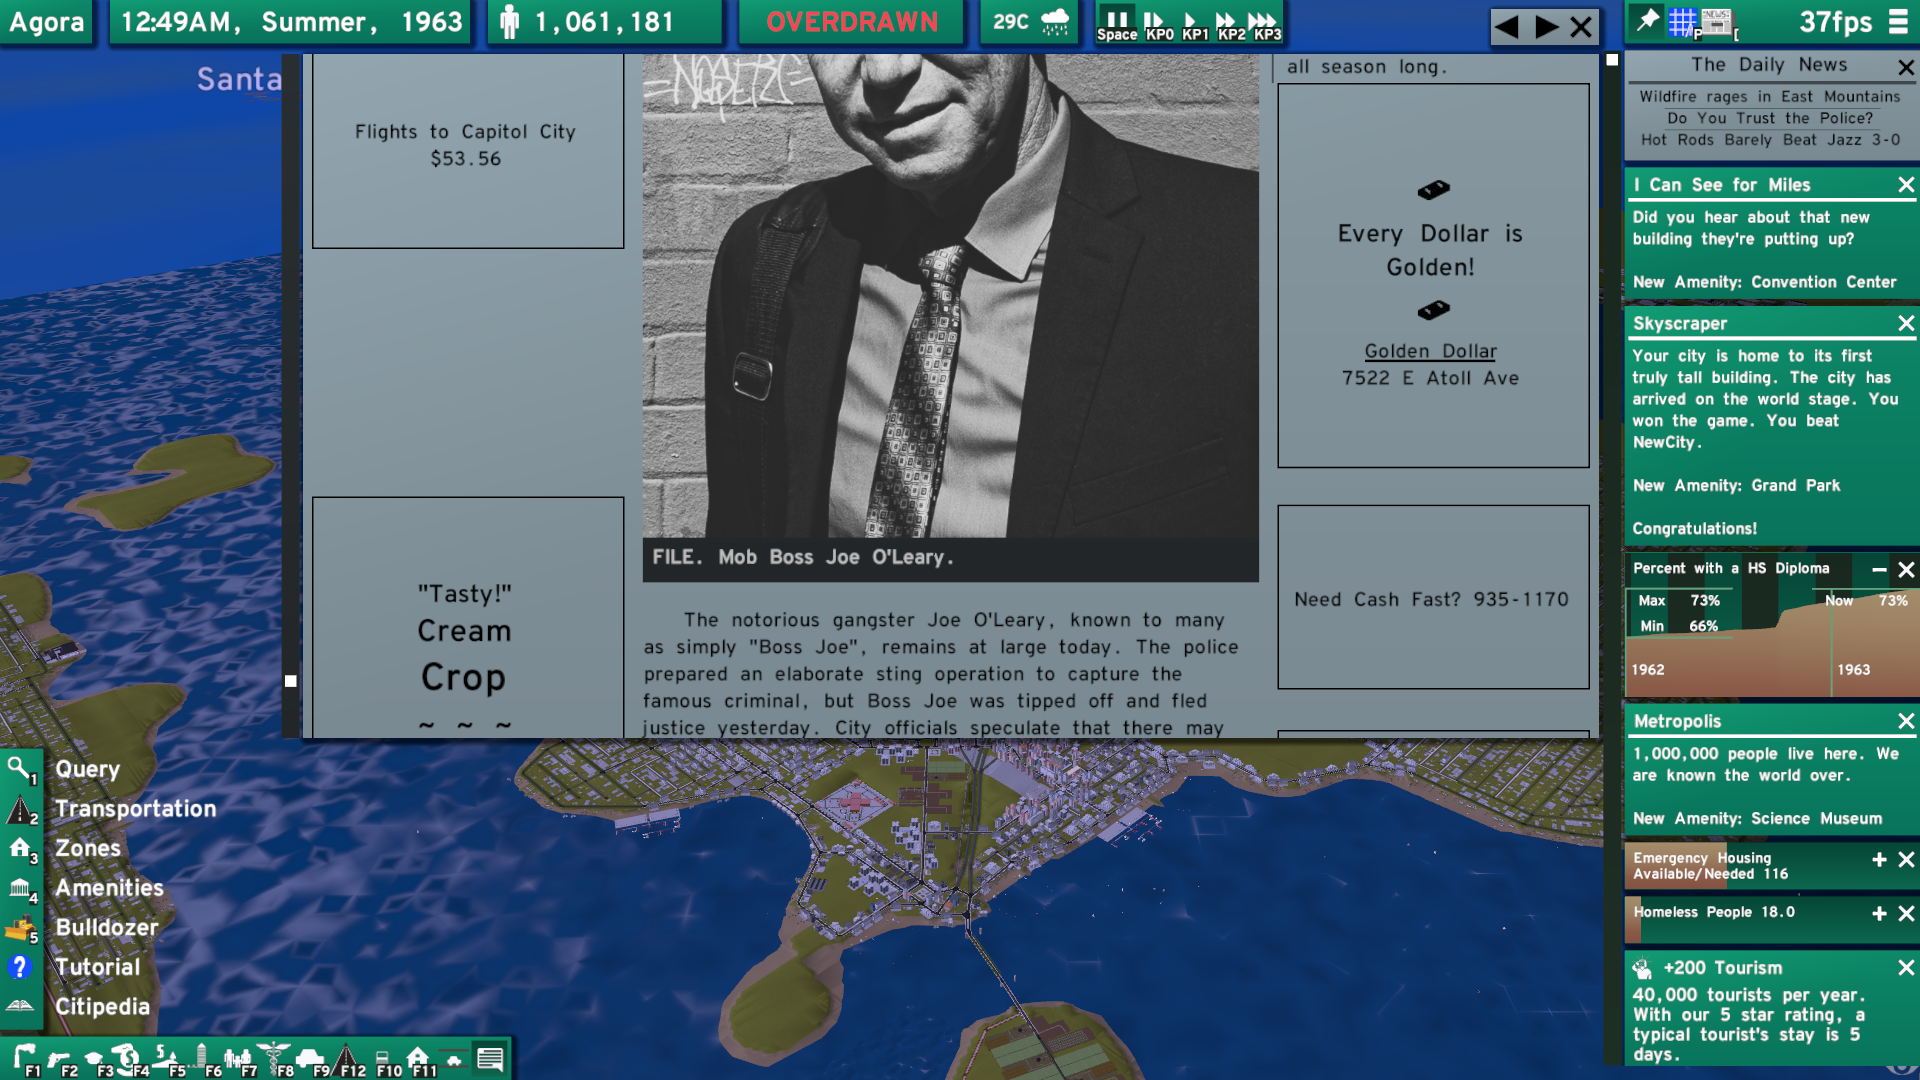 Agora
12:49AM, Summer, 1963
1,061,181
OVERDRAWN
29C
Space
KP0
KP1
KP2
KP3
P
[
37fps
Santa
Flights to Capitol City
$53.56
"Tasty!"
Cream
Crop
~ ~ ~
FILE. Mob Boss Joe O'Leary.
The notorious gangster Joe O'Leary, known to many
as simply "Boss Joe", remains at large today. The police
prepared an elaborate sting operation to capture the
famous criminal, but Boss Joe was tipped off and fled
justice yesterday. City officials speculate that there may
all season long.
Every Dollar is
Golden!
Golden Dollar
7522 E Atoll Ave
Need Cash Fast? 935-1170
The Daily News
Wildfire rages in East Mountains
Do You Trust the Police?
Hot Rods Barely Beat Jazz 3-0
I Can See for Miles
Did you hear about that new
building they're putting up?
New Amenity: Convention Center
Skyscraper
Your city is home to its first
truly tall building. The city has
arrived on the world stage. You
won the game. You beat
NewCity.
New Amenity: Grand Park
Congratulations!
Percent with a HS Diploma
Max 73%
Now 73%
Min 66%
1962
1963
Metropolis
1,000,000 people live here. We
are known the world over.
New Amenity: Science Museum
Emergency Housing
Available/Needed 116
Homeless People 18.0
+200 Tourism
40,000 tourists per year.
With our 5 star rating, a
typical tourist's stay is 5
days.
1 Query
2 Transportation
3 Zones
4 Amenities
5 Bulldozer
? Tutorial
Citipedia
F1
F2
F3
F4
F5
F6
F7
F8
F9
F12
F10
F11